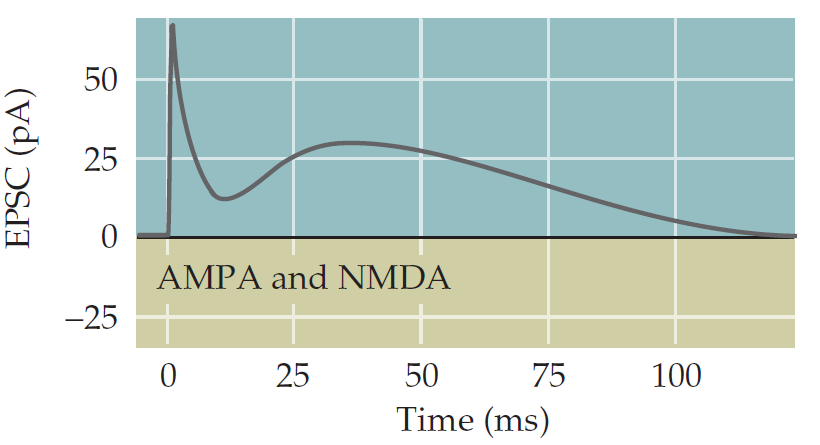 EPSC (pA)
50
25
0
−25
AMPA and NMDA
0 25 50 75 100
Time (ms)